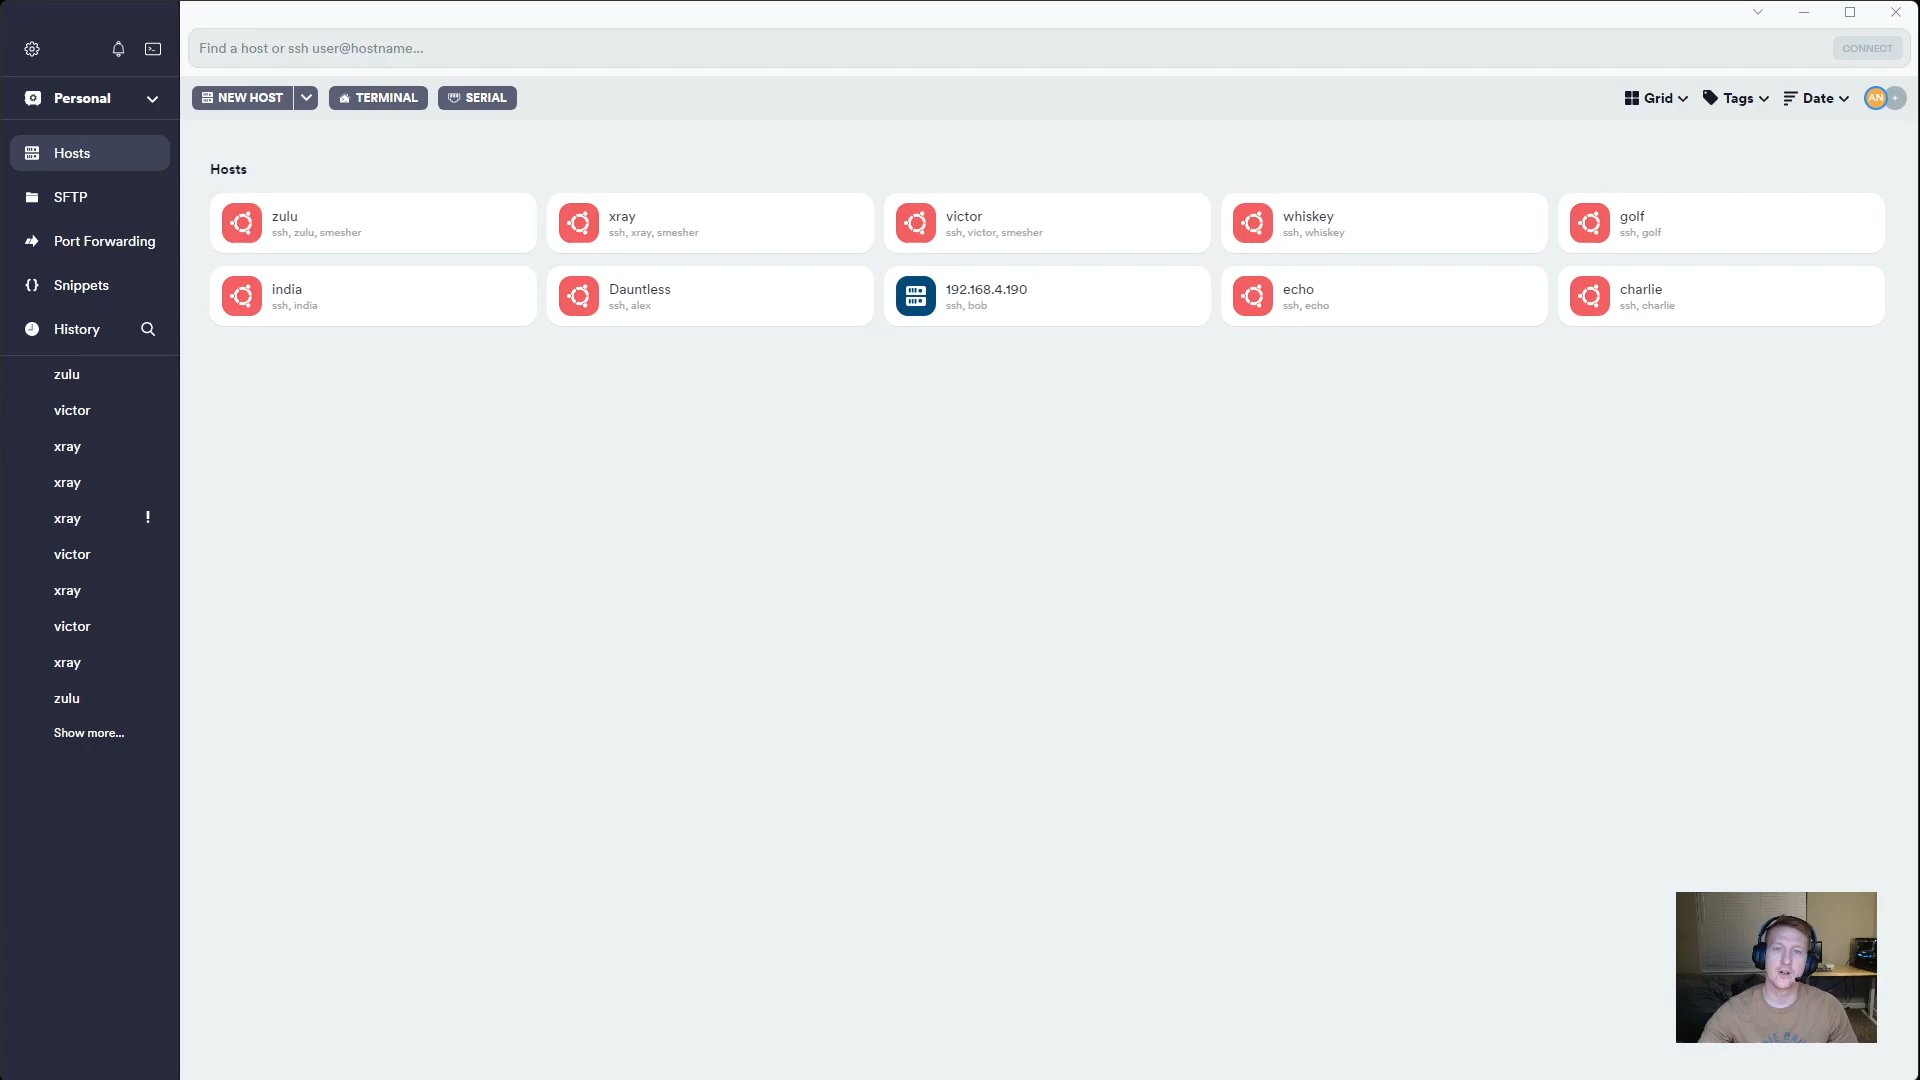 Find a host or ssh user@hostname...
CONNECT
Personal
NEW HOST
TERMINAL
SERIAL
Grid
Tags
Date
AN
+
Hosts
SFTP
Port Forwarding
Snippets
History
zulu
victor
xray
xray
xray !
victor
xray
victor
xray
zulu
Show more...
Hosts
zulu
ssh, zulu, smesher
xray
ssh, xray, smesher
victor
ssh, victor, smesher
whiskey
ssh, whiskey
golf
ssh, golf
india
ssh, india
Dauntless
ssh, alex
192.168.4.190
ssh, bob
echo
ssh, echo
charlie
ssh, charlie